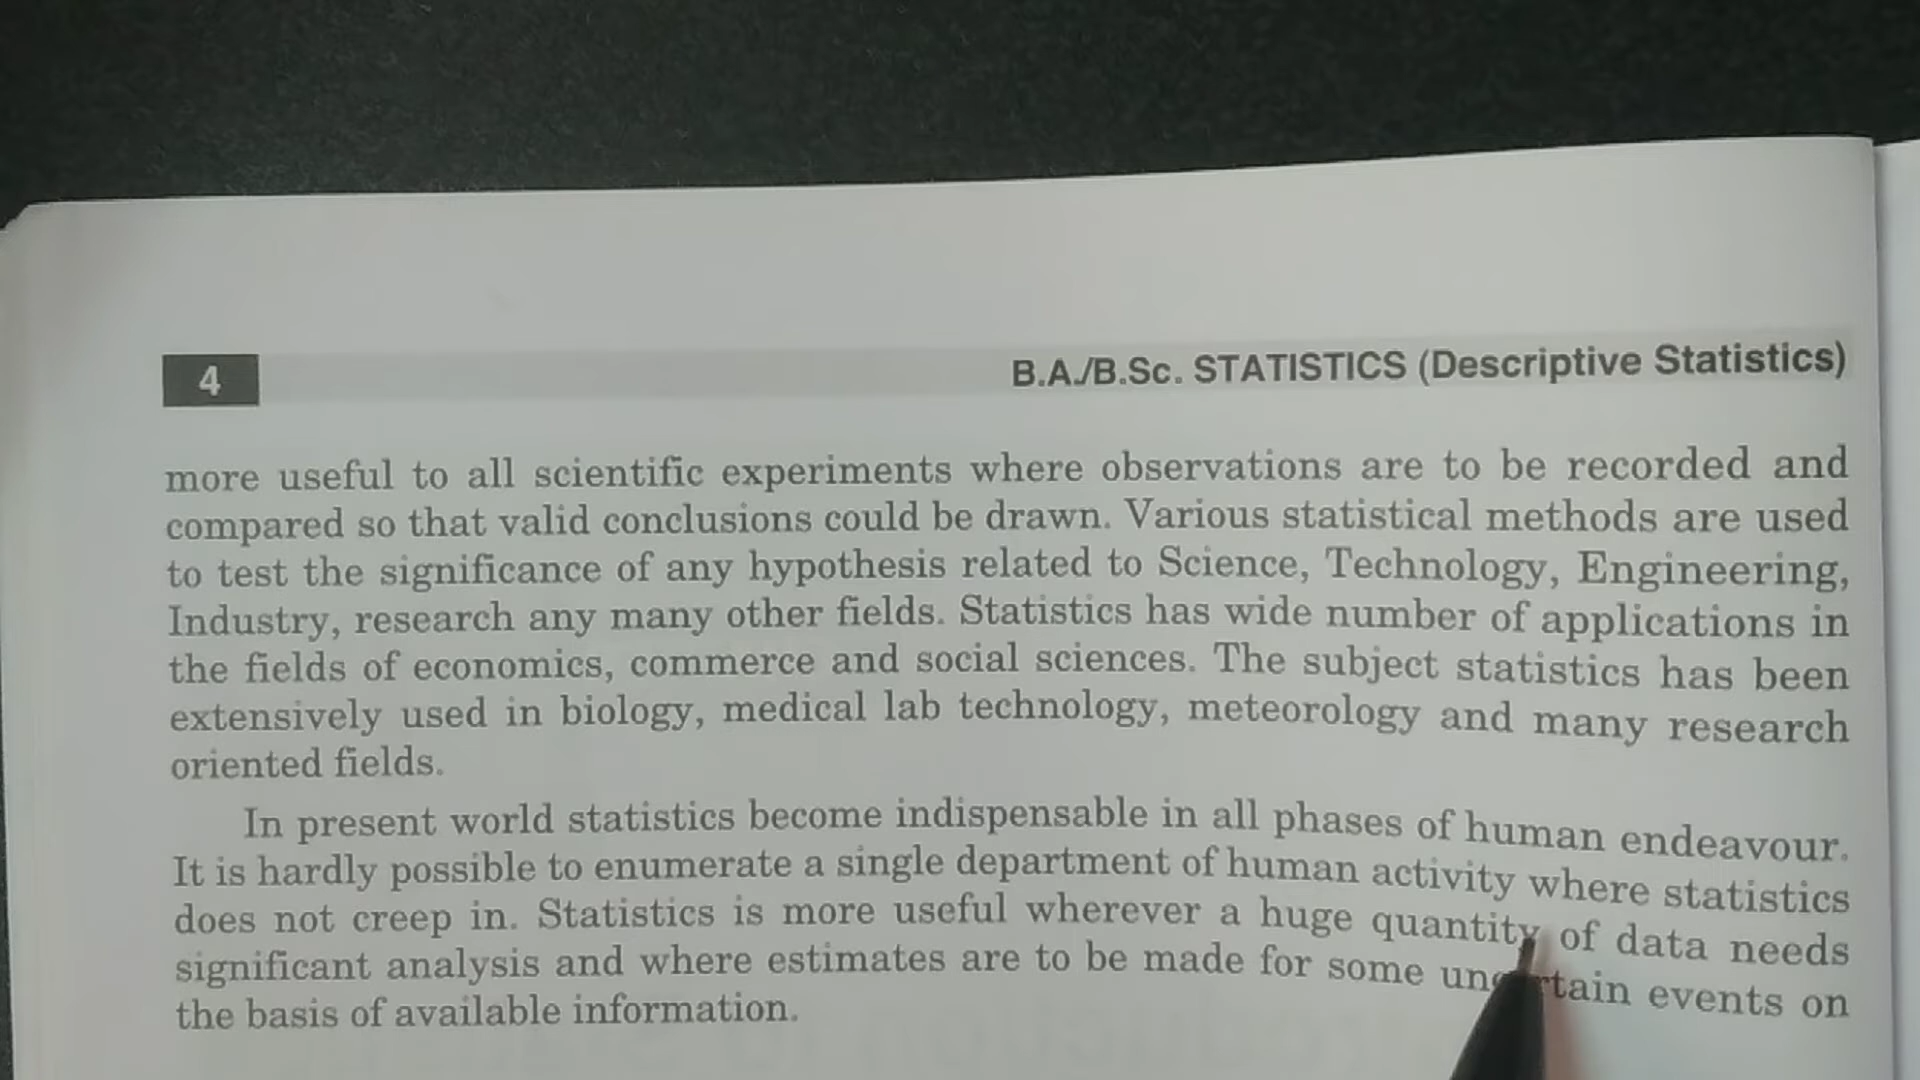 4
B.A./B.Sc. STATISTICS (Descriptive Statistics)
more useful to all scientific experiments where observations are to be recorded and
compared so that valid conclusions could be drawn. Various statistical methods are used
to test the significance of any hypothesis related to Science, Technology, Engineering,
Industry, research any many other fields. Statistics has wide number of applications in
the fields of economics, commerce and social sciences. The subject statistics has been
extensively used in biology, medical lab technology, meteorology and many research
oriented fields.
In present world statistics become indispensable in all phases of human endeavour.
It is hardly possible to enumerate a single department of human activity where statistics
does not creep in. Statistics is more useful wherever a huge quantity of data needs
significant analysis and where estimates are to be made for some events on
the basis of available information.